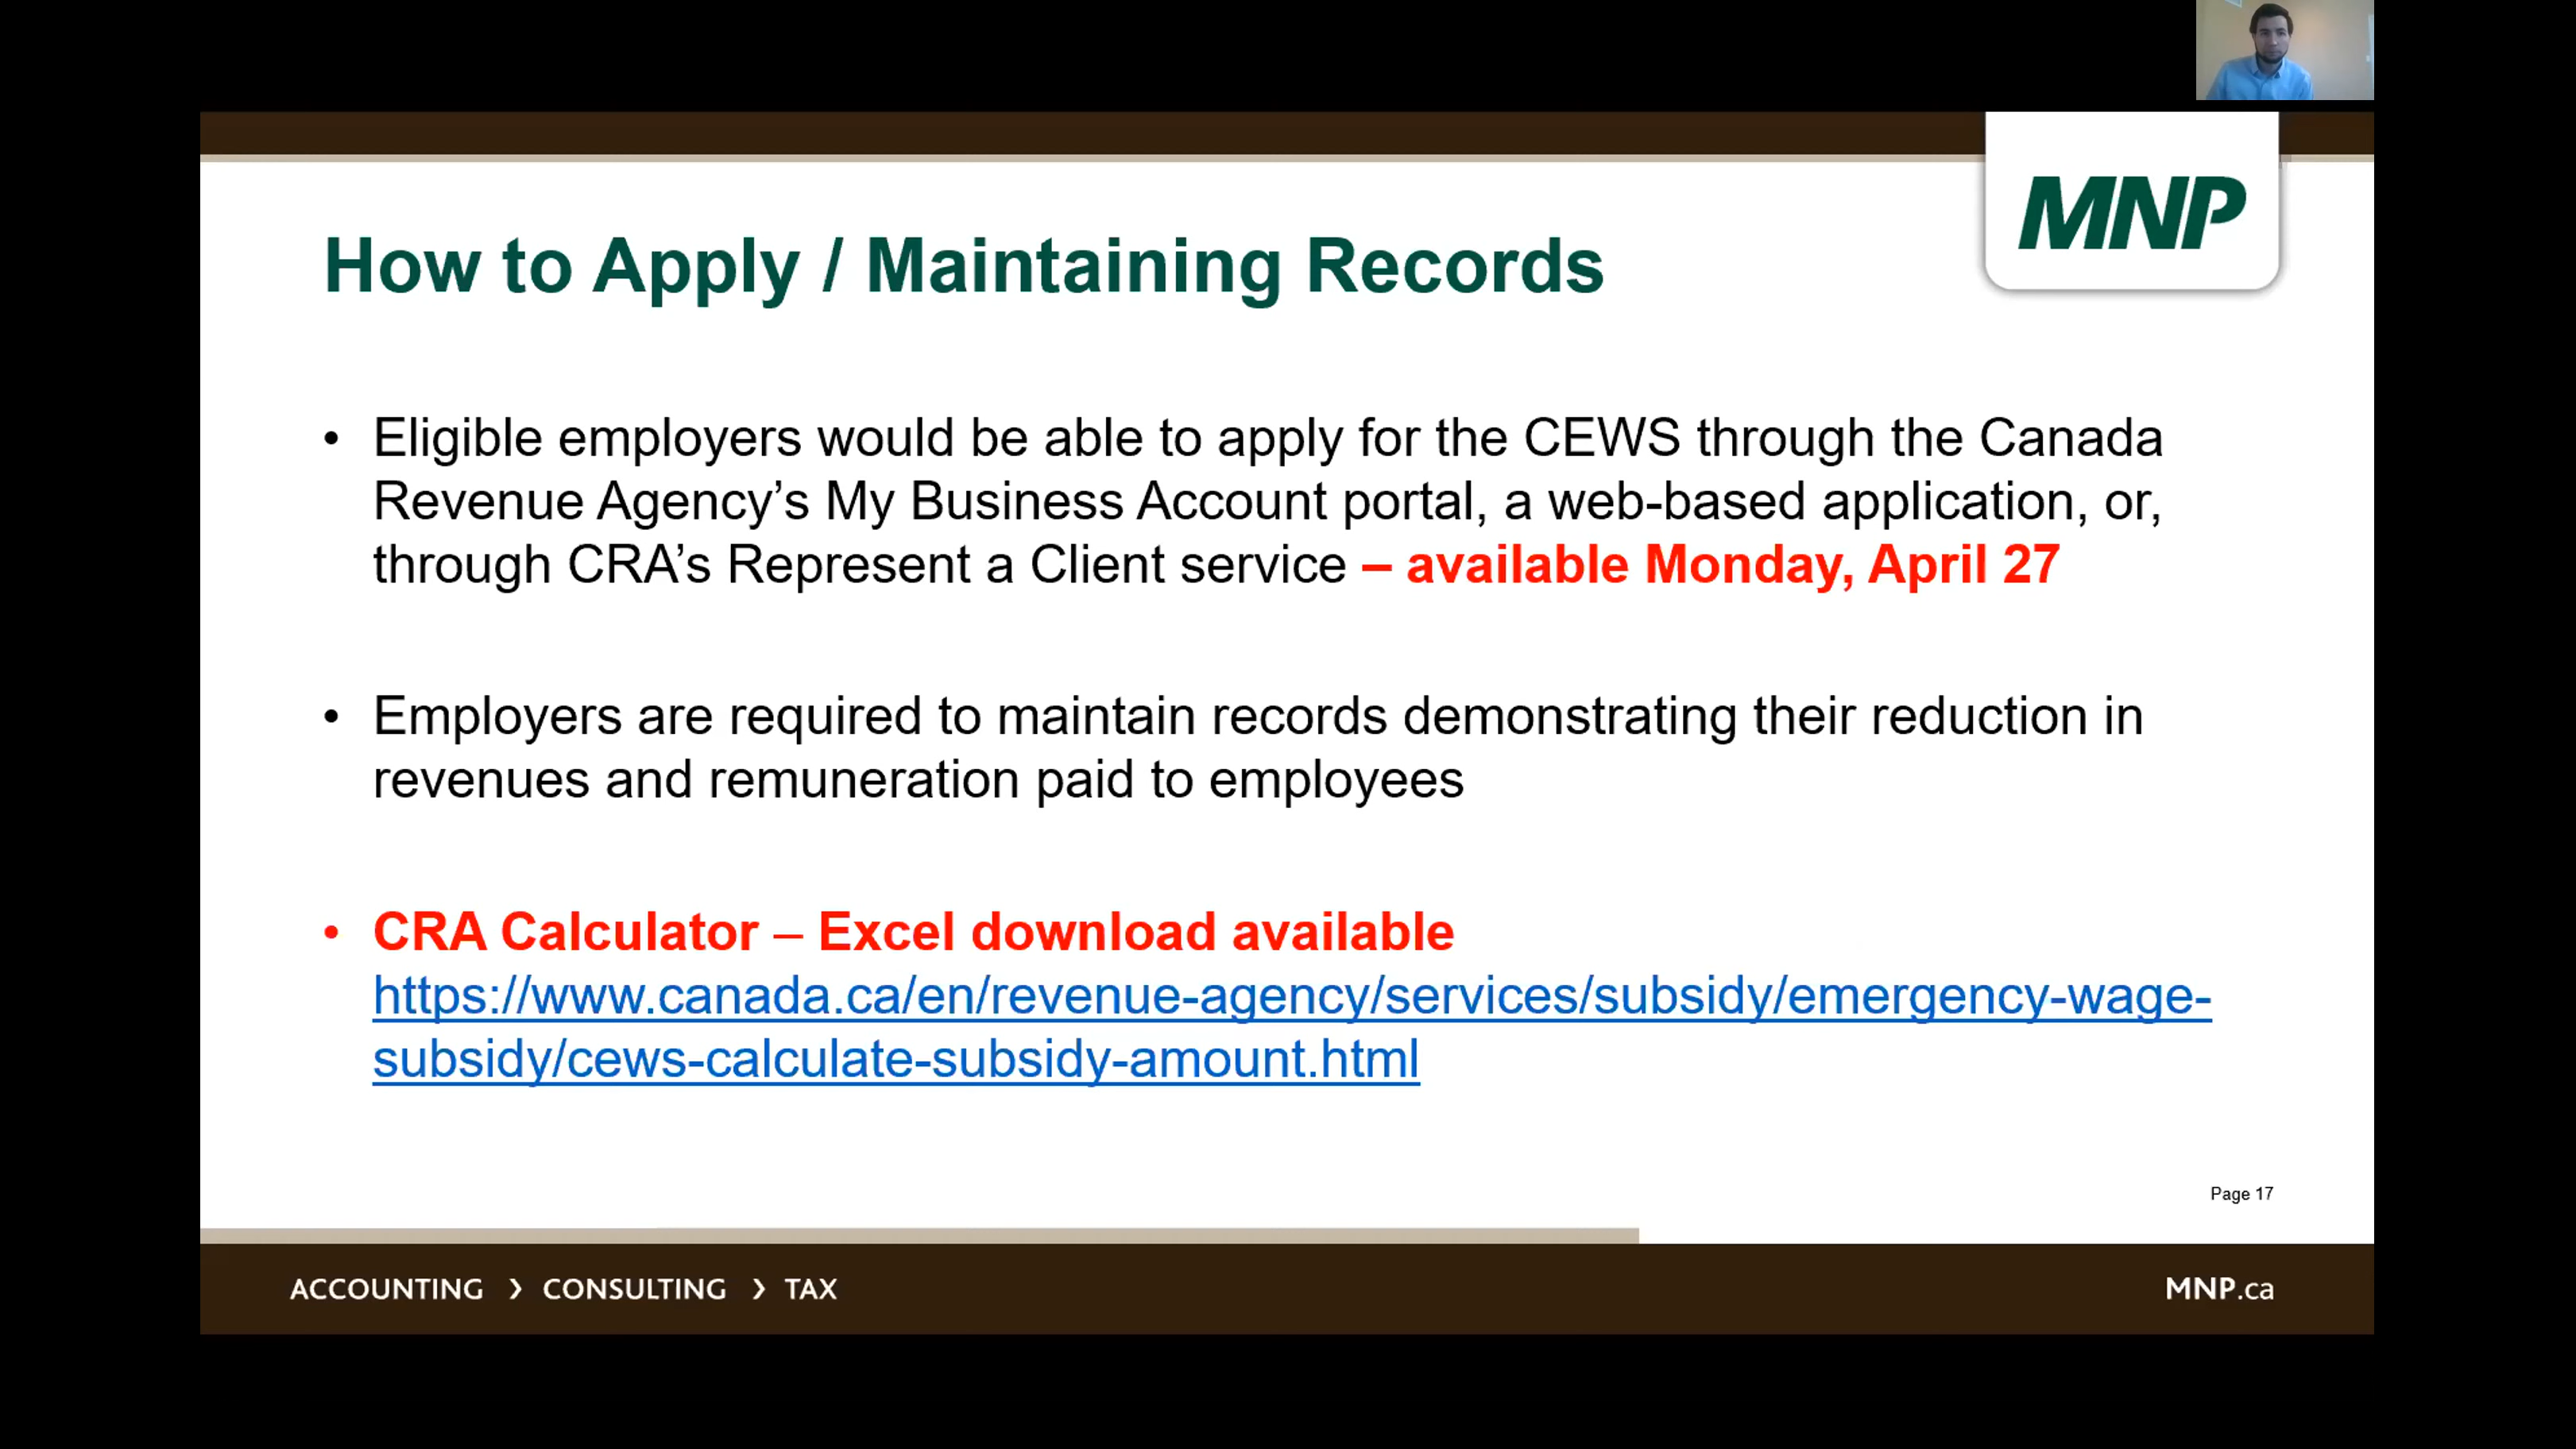 MNP
How to Apply / Maintaining Records
• Eligible employers would be able to apply for the CEWS through the Canada
Revenue Agency’s My Business Account portal, a web-based application, or,
through CRA’s Represent a Client service – available Monday, April 27
• Employers are required to maintain records demonstrating their reduction in
revenues and remuneration paid to employees
• CRA Calculator – Excel download available
https://www.canada.ca/en/revenue-agency/services/subsidy/emergency-wage-
subsidy/cews-calculate-subsidy-amount.html
Page 17
ACCOUNTING › CONSULTING › TAX
MNP.ca